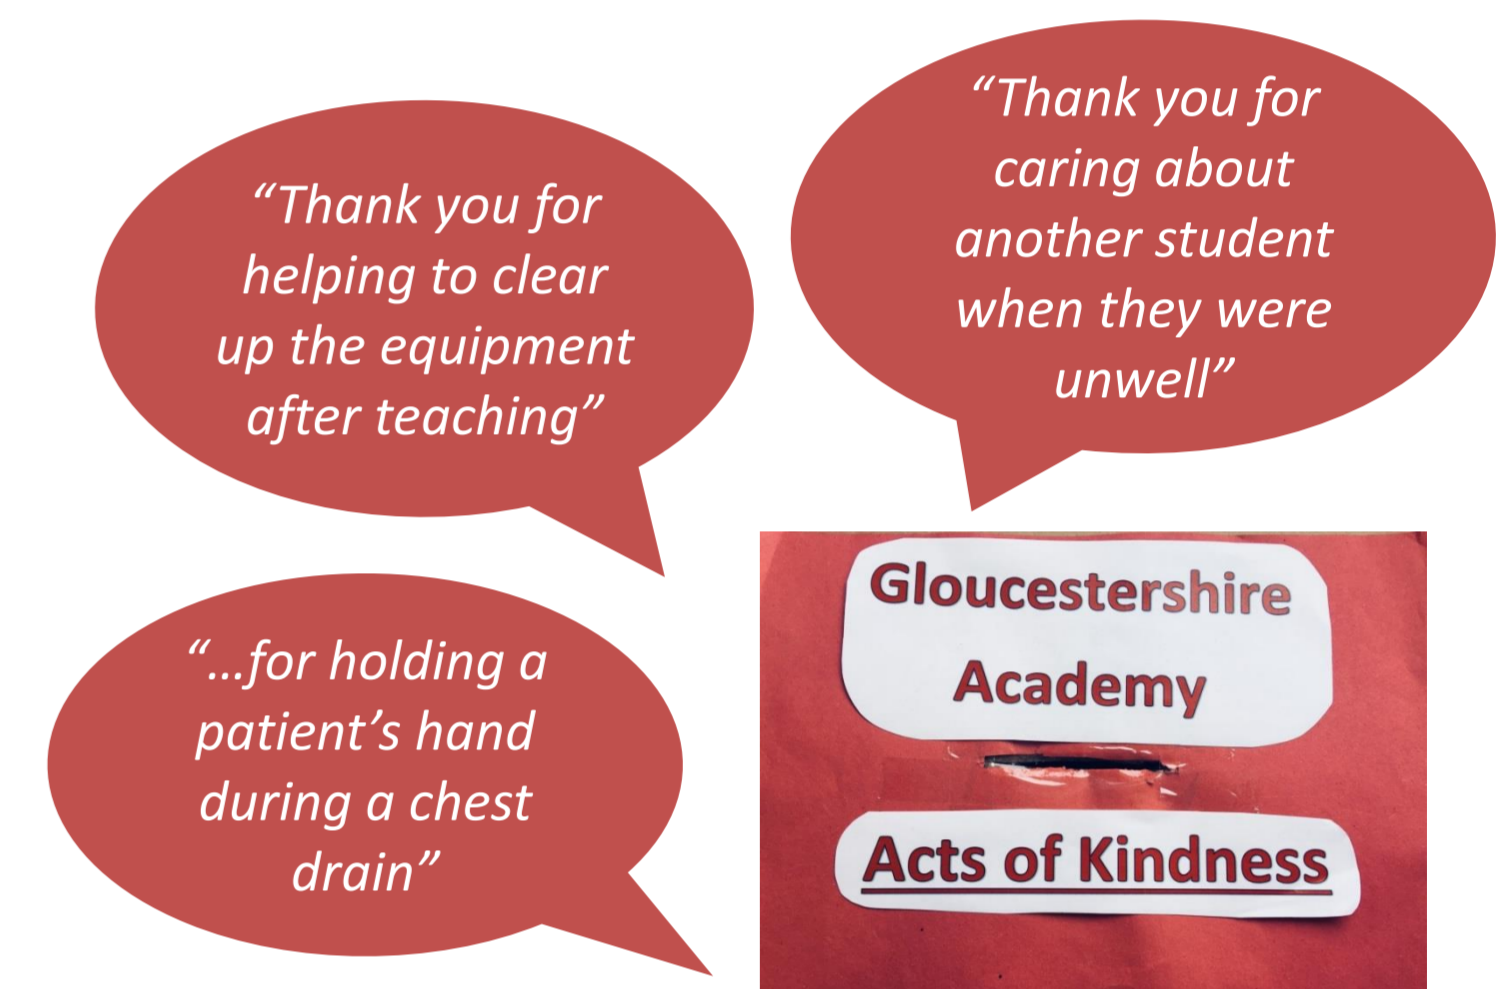 “Thank you for
helping to clear
up the equipment
after teaching”
“Thank you for
caring about
another student
when they were
unwell”
“...for holding a
patient’s hand
during a chest
drain”
Gloucestershire
Academy
Acts of Kindness